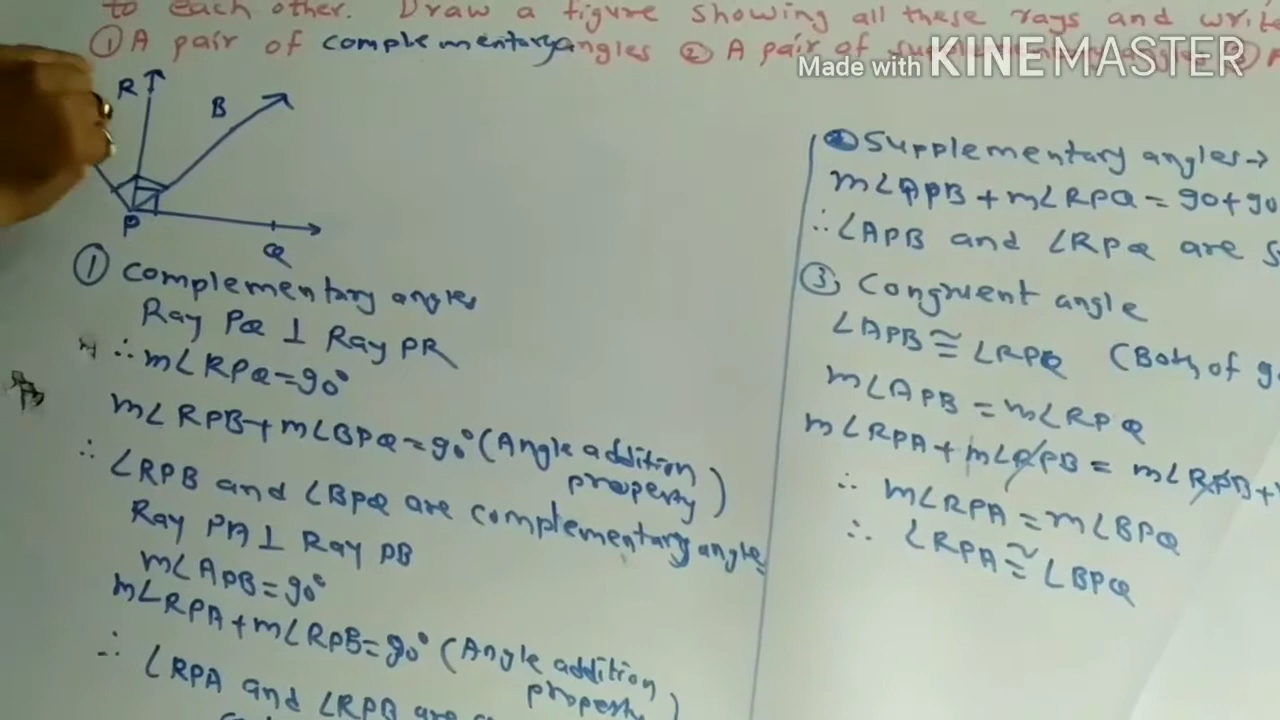 to each other. Draw a figure showing all these rays and write
① A pair of complementary angles ② A pair of supplementary angles
Made with KINEMASTER
R
B
P
Q
① Complementary angles
Ray PQ ⊥ Ray PR
∴ m∠RPQ = 90°
m∠RPB + m∠BPQ = 90° (Angle addition property)
∴ ∠RPB and ∠BPQ are complementary angle
Ray PA ⊥ Ray PB
m∠APB = 90°
m∠RPA + m∠RPB = 90° (Angle addition property)
∴ ∠RPA and ∠RPB are
② Supplementary angles →
m∠APB + m∠RPQ = 90 + 90
∴ ∠APB and ∠RPQ are
③ Congruent angle
∠APB ≅ ∠RPQ (Both of 90
m∠APB = m∠RPQ
m∠RPA + m∠RPB = m∠RPB +
∴ m∠RPA = m∠BPQ
∴ ∠RPA ≅ ∠BPQ